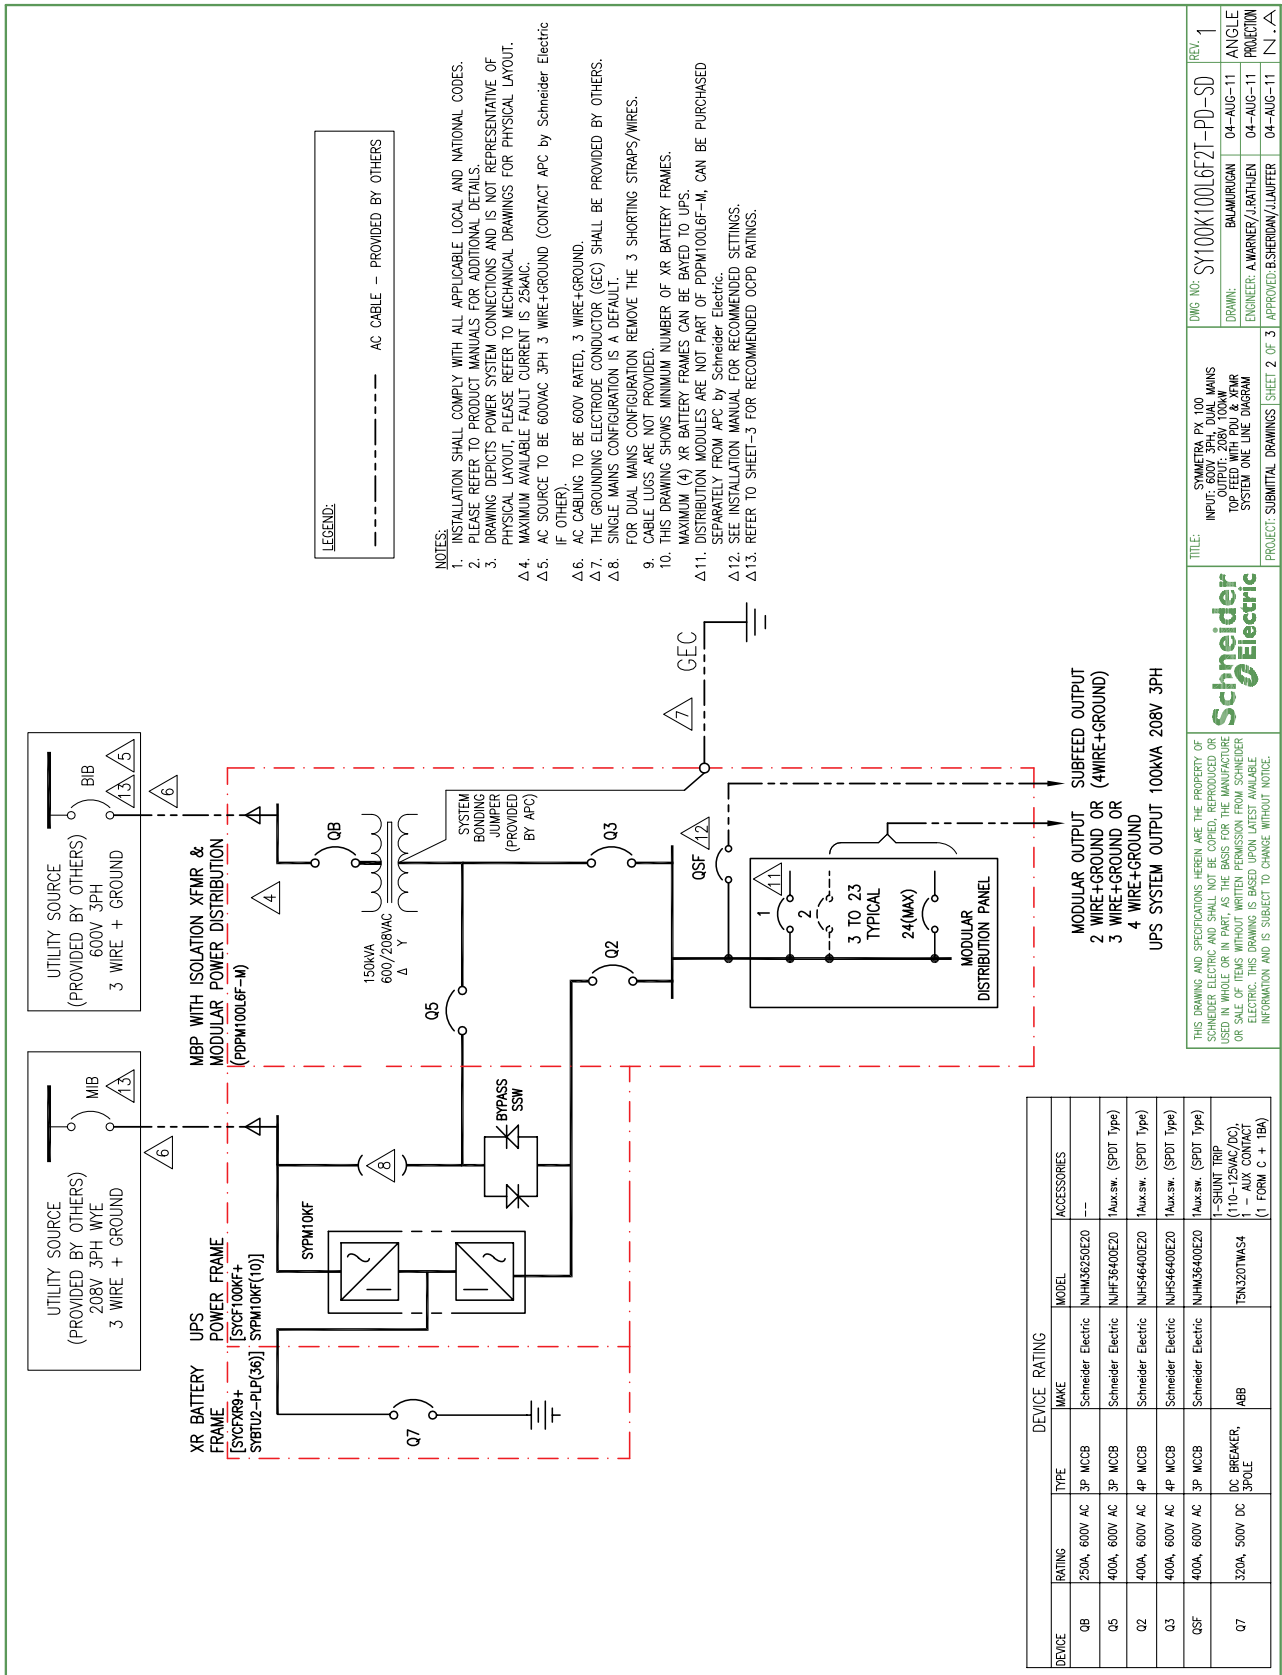 LEGEND:
AC CABLE – PROVIDED BY OTHERS
NOTES:
1. INSTALLATION SHALL COMPLY WITH ALL APPLICABLE LOCAL AND NATIONAL CODES.
2. PLEASE REFER TO PRODUCT MANUALS FOR ADDITIONAL DETAILS.
3. DRAWING DEPICTS POWER SYSTEM CONNECTIONS AND IS NOT REPRESENTATIVE OF
PHYSICAL LAYOUT, PLEASE REFER TO MECHANICAL DRAWINGS FOR PHYSICAL LAYOUT.
△4. MAXIMUM AVAILABLE FAULT CURRENT IS 25kAIC.
△5. AC SOURCE TO BE 600VAC 3PH 3 WIRE+GROUND (CONTACT APC by Schneider Electric
IF OTHER).
△6. AC CABLING TO BE 600V RATED, 3 WIRE+GROUND.
△7. THE GROUNDING ELECTRODE CONDUCTOR (GEC) SHALL BE PROVIDED BY OTHERS.
△8. SINGLE MAINS CONFIGURATION IS A DEFAULT.
FOR DUAL MAINS CONFIGURATION REMOVE THE 3 SHORTING STRAPS/WIRES.
9. CABLE LUGS ARE NOT PROVIDED.
10. THIS DRAWING SHOWS MINIMUM NUMBER OF XR BATTERY FRAMES.
MAXIMUM (4) XR BATTERY FRAMES CAN BE BAYED TO UPS.
△11. DISTRIBUTION MODULES ARE NOT PART OF PDPM100L6F-M, CAN BE PURCHASED
SEPARATELY FROM APC by Schneider Electric.
△12. SEE INSTALLATION MANUAL FOR RECOMMENDED SETTINGS.
△13. REFER TO SHEET-3 FOR RECOMMENDED OCPD RATINGS.
UTILITY SOURCE
(PROVIDED BY OTHERS)
208V 3PH WYE
3 WIRE + GROUND
MIB
13
6
UTILITY SOURCE
(PROVIDED BY OTHERS)
600V 3PH
3 WIRE + GROUND
BIB
13
5
6
XR BATTERY
FRAME
[SYCFXR9+
SYBTU2-PLP(36)]
UPS
POWER FRAME
[SYCF100KF+
SYPM10KF(10)]
MBP WITH ISOLATION XFMR &
MODULAR POWER DISTRIBUTION
(PDPM100L6F-M)
4
SYPM10KF
8
BYPASS
SSW
Q7
Q5
QB
150kVA
600/208VAC
△ Y
SYSTEM
BONDING
JUMPER
(PROVIDED
BY APC)
Q2
Q3
7
GEC
QSF
12
11
1
2
3 TO 23
TYPICAL
24(MAX)
MODULAR
DISTRIBUTION PANEL
MODULAR OUTPUT
2 WIRE+GROUND OR
3 WIRE+GROUND OR
4 WIRE+GROUND
SUBFEED OUTPUT
(4WIRE+GROUND)
UPS SYSTEM OUTPUT 100kVA 208V 3PH
DEVICE RATING
DEVICE RATING TYPE MAKE MODEL ACCESSORIES
QB 250A, 600V AC 3P MCCB Schneider Electric NJHM36250E20 ---
Q5 400A, 600V AC 3P MCCB Schneider Electric NJHF36400E20 1Aux.sw. (SPDT Type)
Q2 400A, 600V AC 4P MCCB Schneider Electric NJHS46400E20 1Aux.sw. (SPDT Type)
Q3 400A, 600V AC 4P MCCB Schneider Electric NJHS46400E20 1Aux.sw. (SPDT Type)
QSF 400A, 600V AC 3P MCCB Schneider Electric NJHM36400E20 1Aux.sw. (SPDT Type)
Q7 320A, 500V DC DC BREAKER, 3POLE ABB T5N320TWAS4 1-SHUNT TRIP
(110-125VAC/DC),
1 - AUX CONTACT
(1 FORM C + 1BA)
THIS DRAWING AND SPECIFICATIONS HEREIN ARE THE PROPERTY OF
SCHNEIDER ELECTRIC AND SHALL NOT BE COPIED, REPRODUCED OR
USED IN WHOLE OR IN PART, AS THE BASIS FOR THE MANUFACTURE
OR SALE OF ITEMS WITHOUT WRITTEN PERMISSION FROM SCHNEIDER
ELECTRIC. THIS DRAWING IS BASED UPON LATEST AVAILABLE
INFORMATION AND IS SUBJECT TO CHANGE WITHOUT NOTICE.
Schneider
Electric
TITLE:
SYMMETRA PX 100
INPUT: 600V 3PH, DUAL MAINS
OUTPUT: 208V 100kW
TOP FEED WITH PDU & XFMR
SYSTEM ONE LINE DIAGRAM
PROJECT: SUBMITTAL DRAWINGS
SHEET 2 OF 3
DWG NO: SY100K100L6F2T-PD-SD
REV. 1
DRAWN: BALAMURUGAN 04-AUG-11
ENGINEER: A.WARNER/J.RATHJEN 04-AUG-11
APPROVED: B.SHERIDAN/J.LAUFFER 04-AUG-11
ANGLE
PROJECTION
N.A